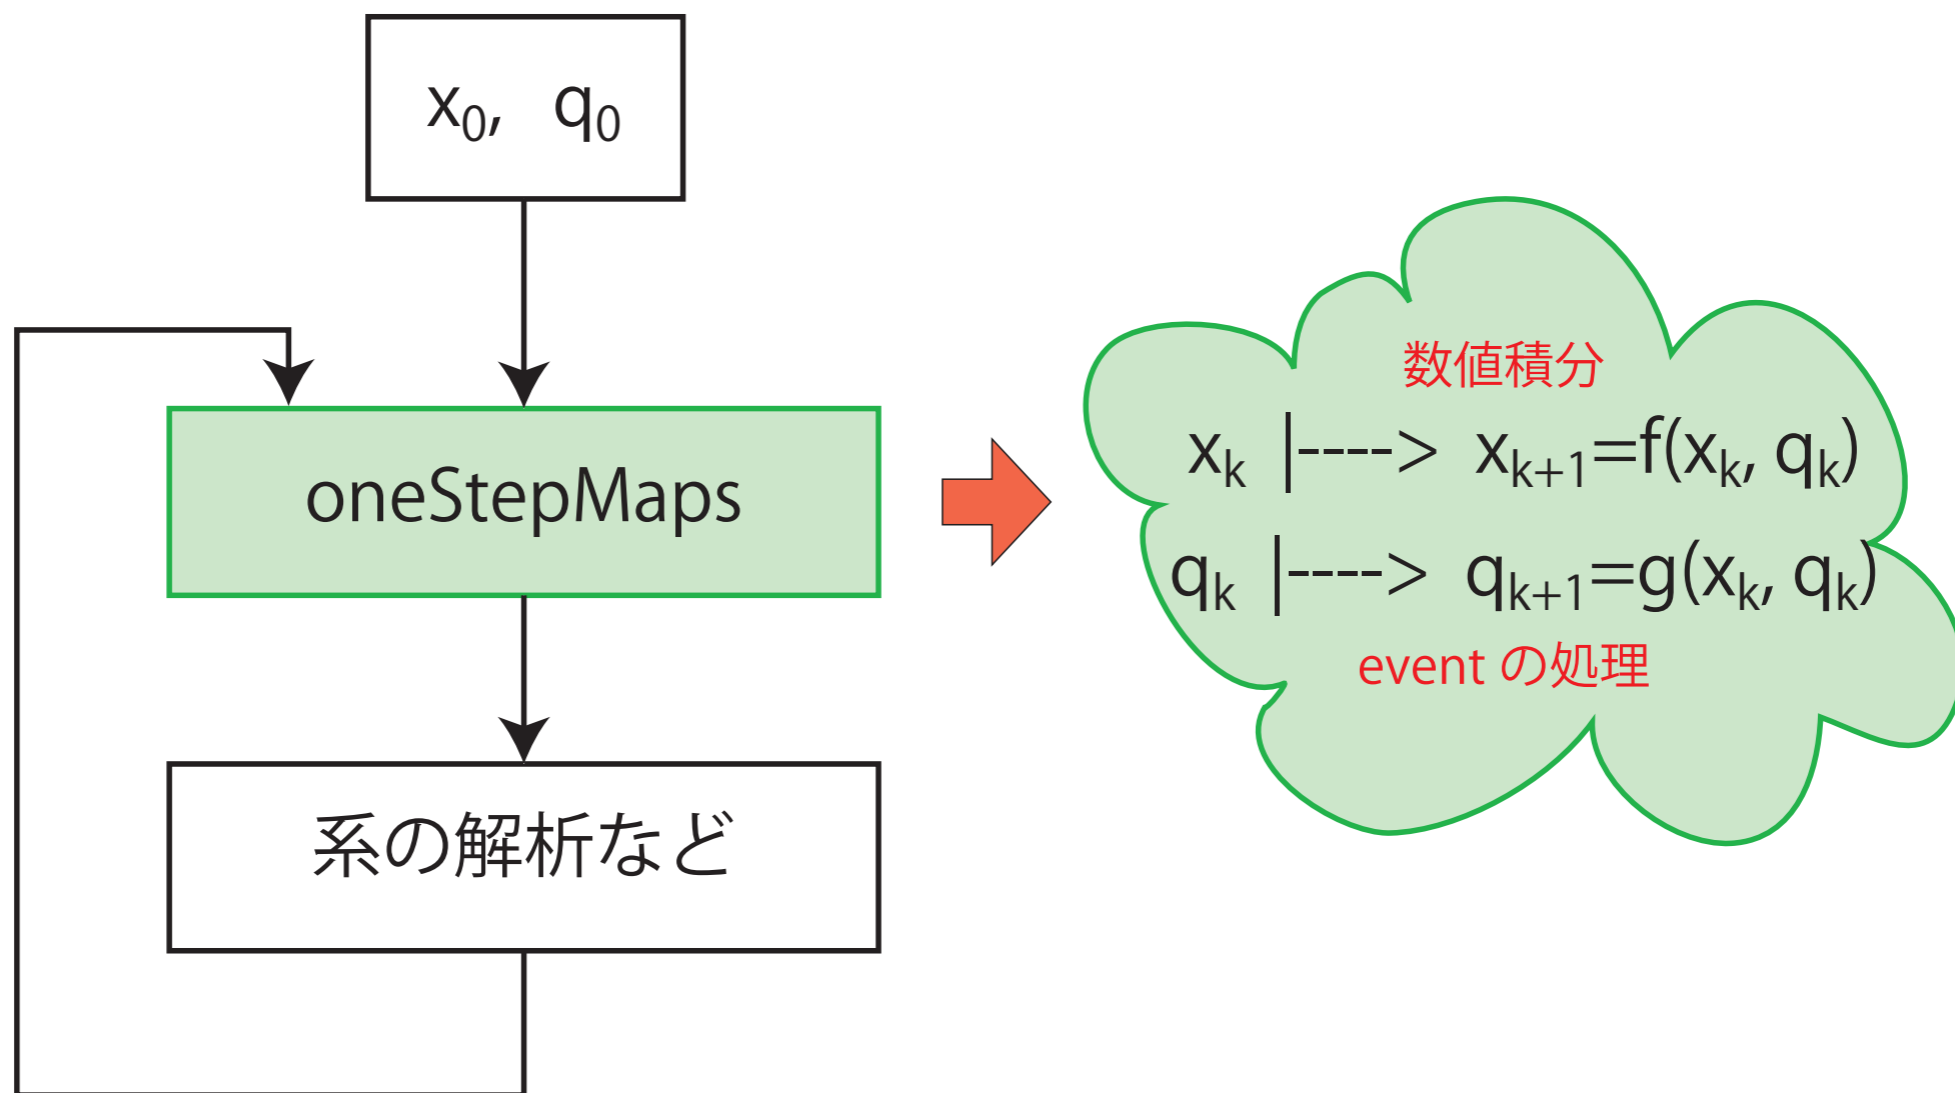 x₀, q₀
oneStepMaps
系の解析など
数値積分
xₖ |----> xₖ₊₁=f(xₖ, qₖ)
qₖ |----> qₖ₊₁=g(xₖ, qₖ)
event の処理